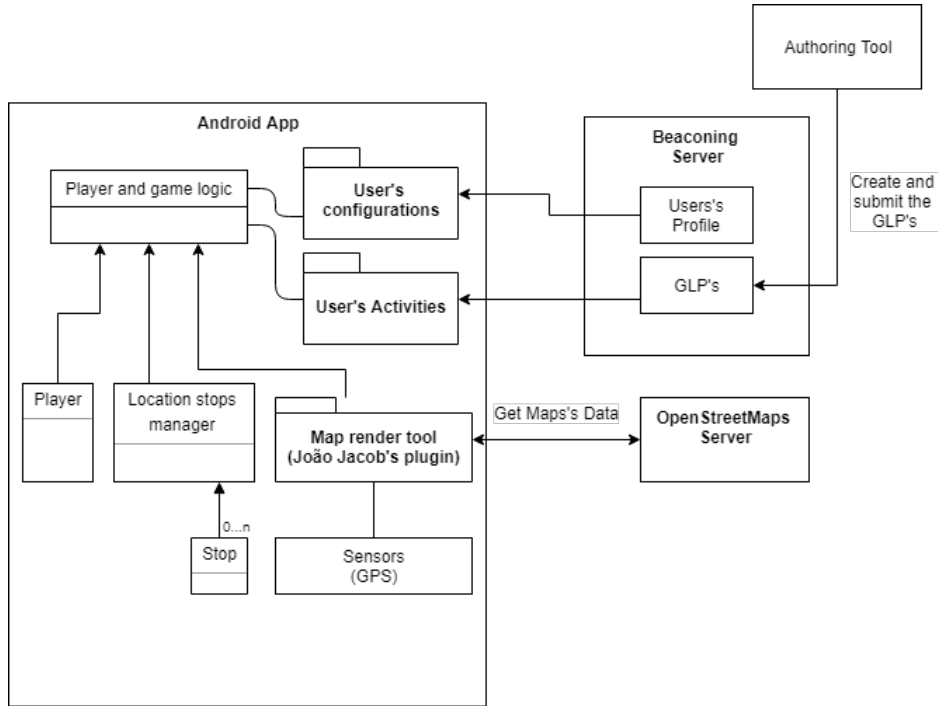 Authoring Tool
Android App
Beaconing
Server
Player and game logic
User's
configurations
Users's
Profile
Create and
submit the
GLP's
User's Activities
GLP's
Player
Location stops
manager
Map render tool
(João Jacob's plugin)
Get Maps's Data
OpenStreetMaps
Server
0...n
Stop
Sensors
(GPS)